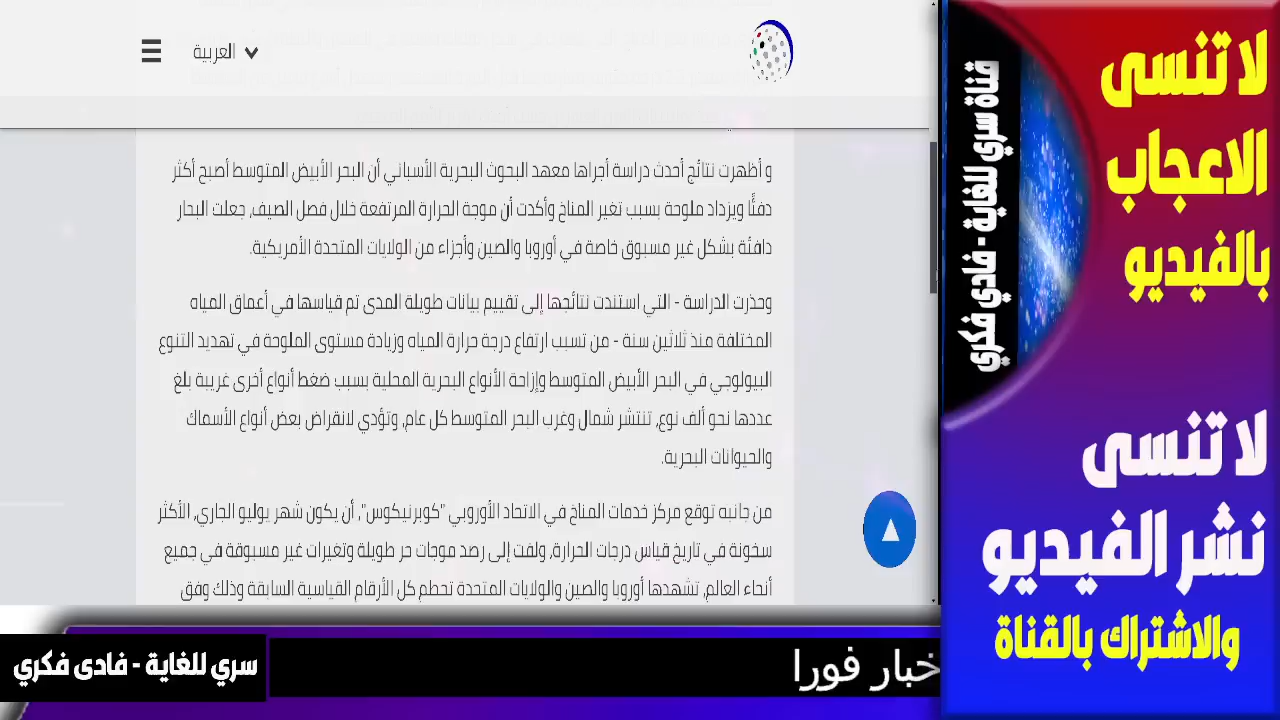 العربية
و أظهرت نتائج أحدث دراسة أجراها معهد البحوث البحرية الأسباني أن البحر الأبيض المتوسط أصبح أكثر
دفئًا ويزداد ملوحة بسبب تغير المناخ وأكدت أن موجة الحرارة المرتفعة خلال فصل الصيف، جعلت البحار
دافئة بشكل غير مسبوق خاصة في أوروبا والصين وأجزاء من الولايات المتحدة الأمريكية.
وحذرت الدراسة - التي استندت نتائجها إلى تقييم بيانات طويلة المدى تم قياسها في أعماق المياه
المختلفة منذ ثلاثين سنة - من تسبب ارتفاع درجة حرارة المياه وزيادة مستوى الملوحة في تهديد التنوع
البيولوجي في البحر الأبيض المتوسط وإزاحة الأنواع البحرية المحلية بسبب ضغط أنواع أخرى غريبة بلغ
عددها نحو ألف نوع، تنتشر شمال وغرب البحر المتوسط كل عام، وتؤدي لانقراض بعض أنواع الأسماك
والحيوانات البحرية.
من جانبه توقع مركز خدمات المناخ في الاتحاد الأوروبي "كوبرنيكوس"، أن يكون شهر يوليو الجاري، الأكثر
سخونة في تاريخ قياس درجات الحرارة، ولفت إلى رصد موجات حر طويلة وتغيرات غير مسبوقة في جميع
أنحاء العالم، تشهدها أوروبا والصين والولايات المتحدة تحطم كل الأرقام القياسية السابقة وذلك وفق
لا تنسى
الاعجاب
بالفيديو
قناة سري للغاية - فادي فكري
لا تنسى
نشر الفيديو
والاشتراك بالقناة
خبار فورا
سري للغاية - فادى فكري